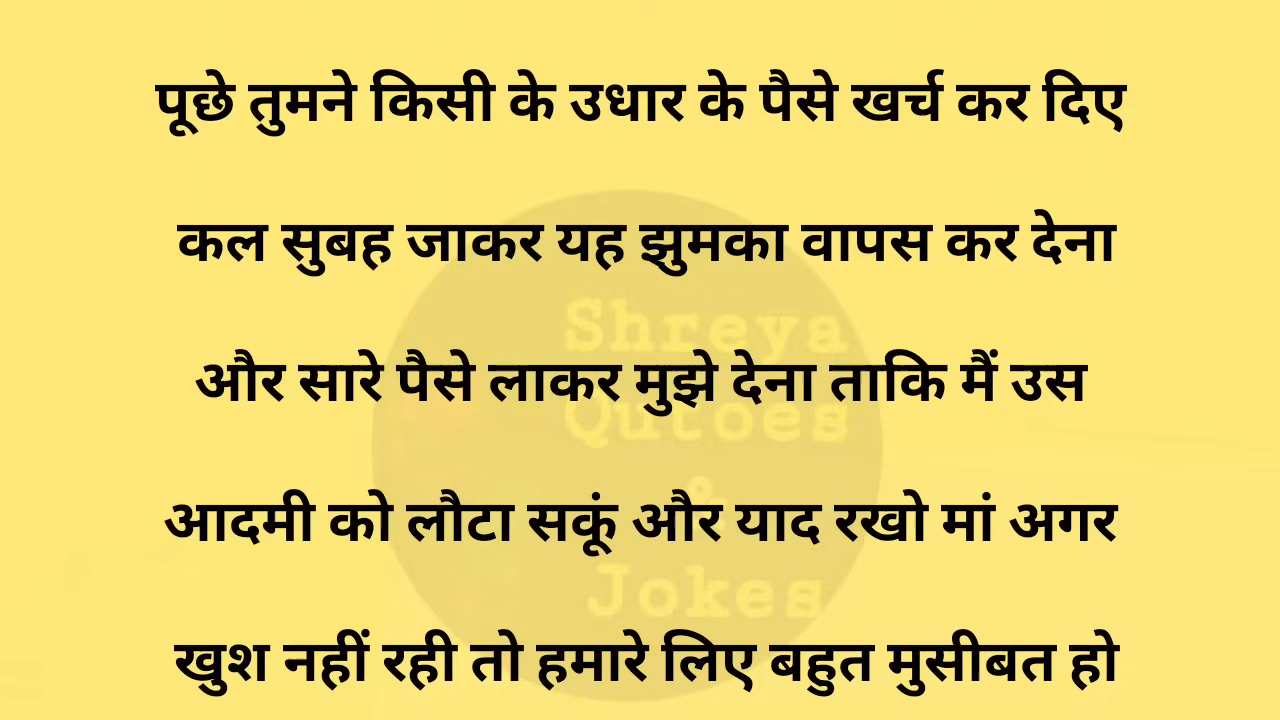 पूछे तुमने किसी के उधार के पैसे खर्च कर दिए
कल सुबह जाकर यह झुमका वापस कर देना
Shreya
और सारे पैसे लाकर मुझे देना ताकि मैं उस
Qutoes
&
आदमी को लौटा सकूं और याद रखो मां अगर
Jokes
खुश नहीं रही तो हमारे लिए बहुत मुसीबत हो